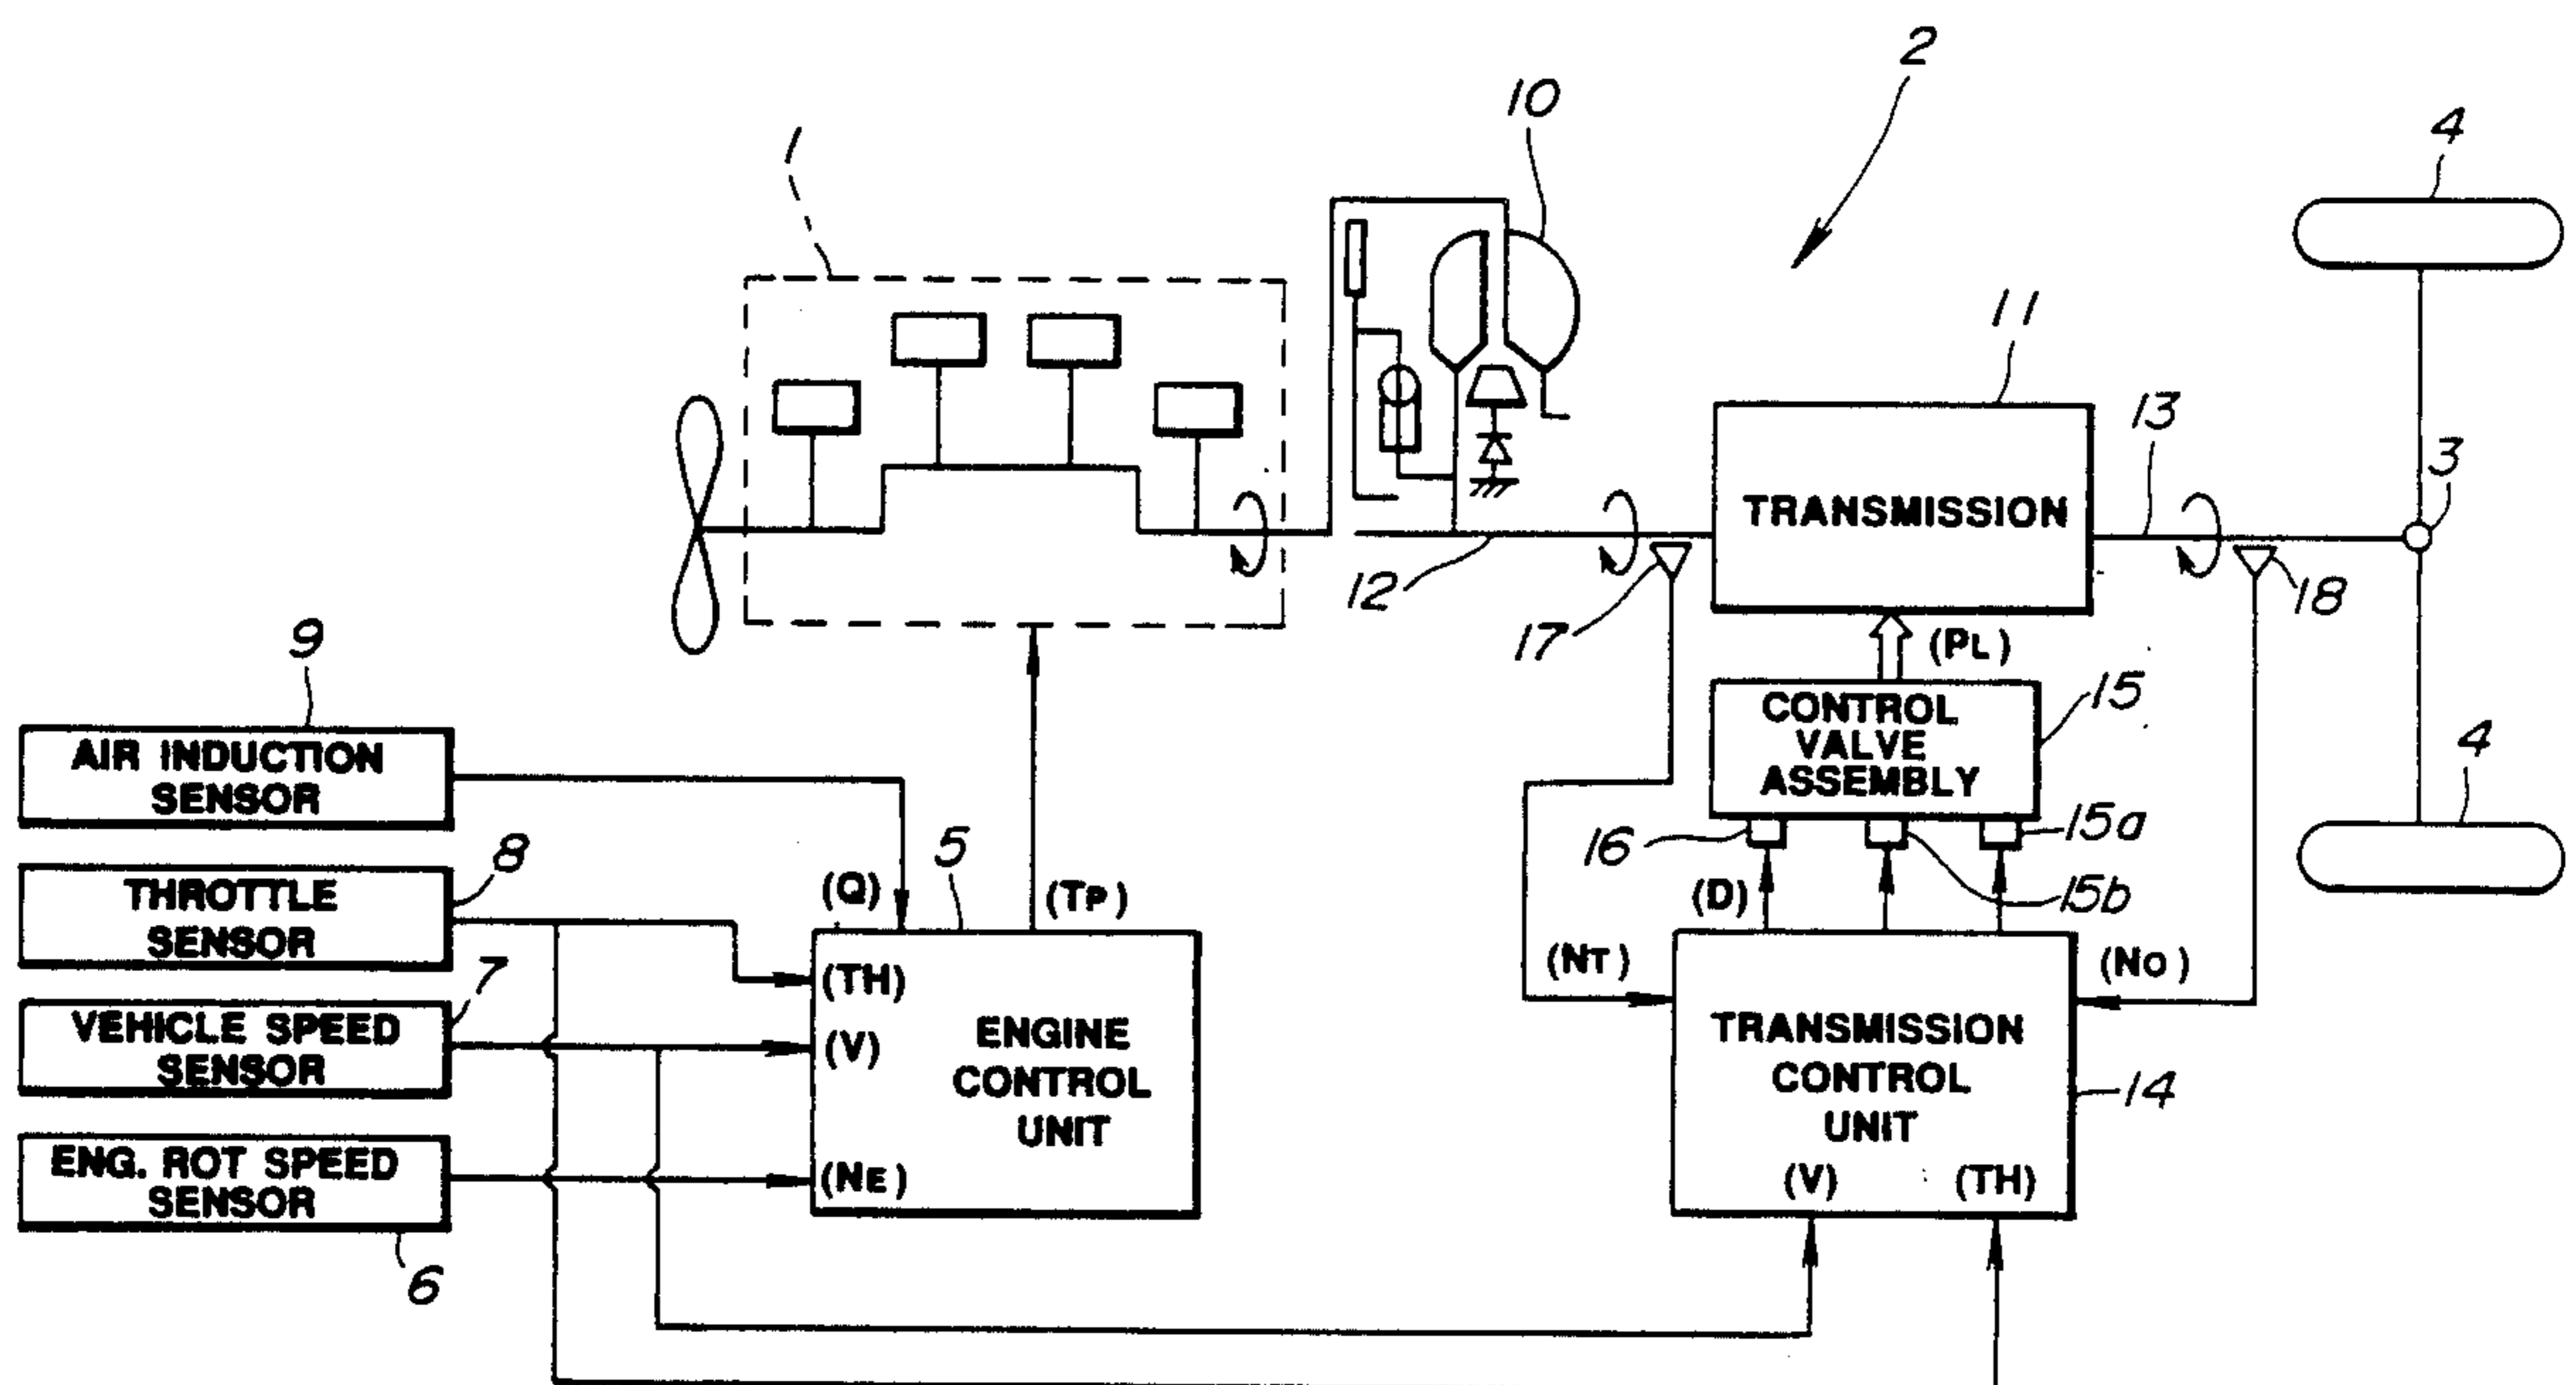 2
10
1
4
11
13
3
TRANSMISSION
12
17
18
(PL)
9
AIR INDUCTION
SENSOR
CONTROL
VALVE
ASSEMBLY
15
4
8
THROTTLE
SENSOR
(Q)
5
(TP)
16
15a
(D)
15b
7
(TH)
(NT)
(NO)
VEHICLE SPEED
SENSOR
(V)
ENGINE
CONTROL
UNIT
TRANSMISSION
CONTROL
UNIT
14
ENG. ROT SPEED
SENSOR
(NE)
(V)
(TH)
6